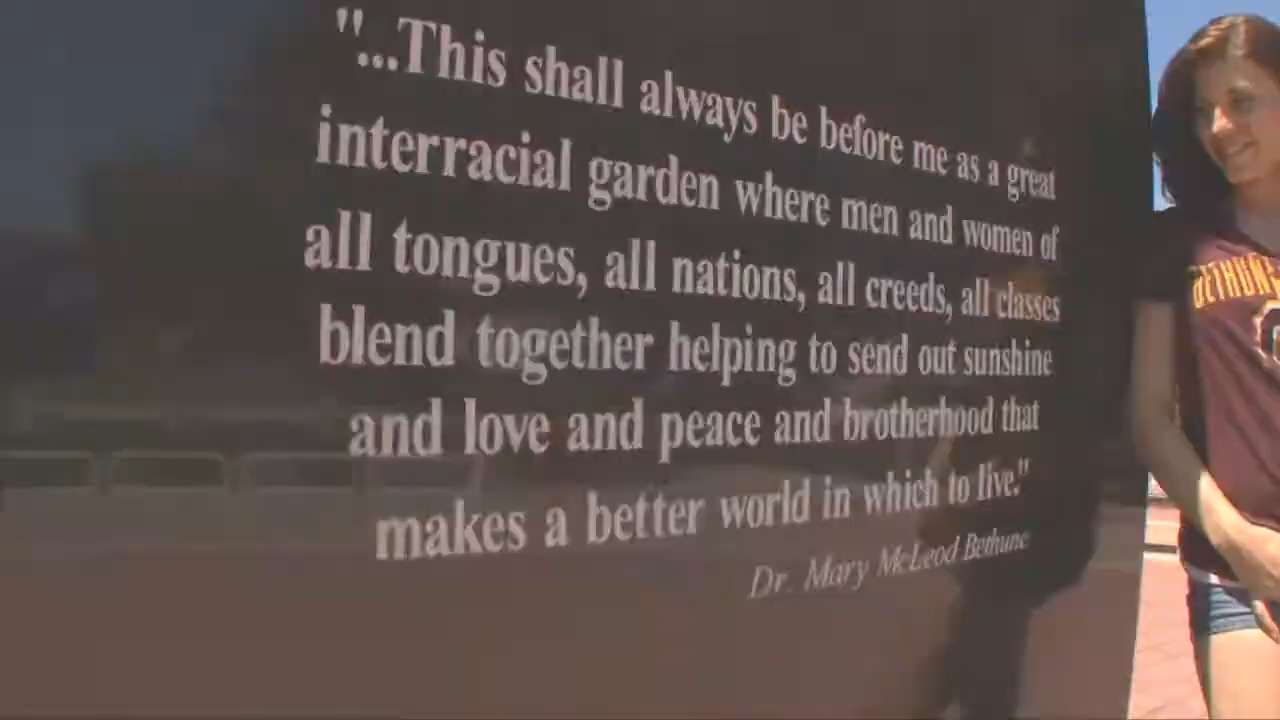 "...This shall always be before me as a great
interracial garden where men and women of
all tongues, all nations, all creeds, all classes
blend together helping to send out sunshine
and love and peace and brotherhood that
makes a better world in which to live."
Dr. Mary McLeod Bethune